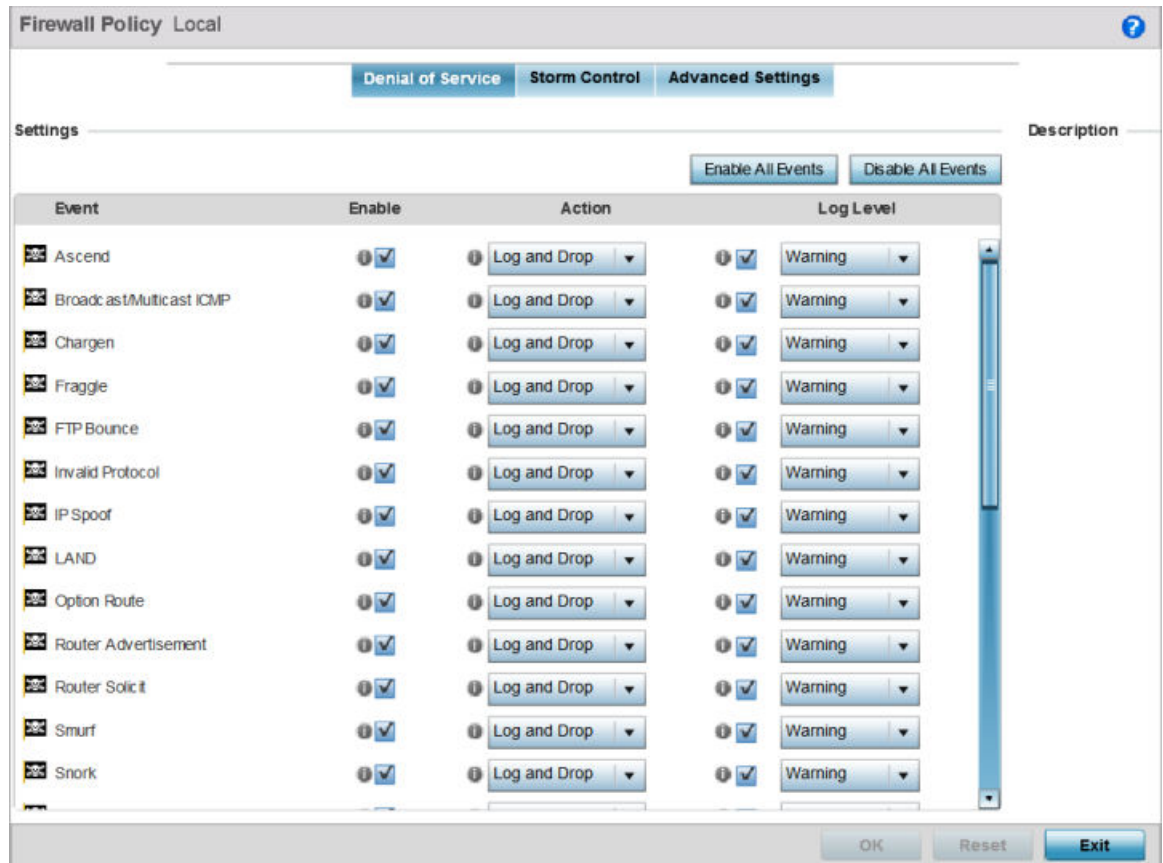 Firewall Policy Local
?
Denial of Service Storm Control Advanced Settings
Settings Description
Enable All Events Disable All Events
Event Enable Action Log Level
Ascend Log and Drop Warning
Broadcast/Multicast ICMP Log and Drop Warning
Chargen Log and Drop Warning
Fraggle Log and Drop Warning
FTP Bounce Log and Drop Warning
Invalid Protocol Log and Drop Warning
IP Spoof Log and Drop Warning
LAND Log and Drop Warning
Option Route Log and Drop Warning
Router Advertisement Log and Drop Warning
Router Solicit Log and Drop Warning
Smurf Log and Drop Warning
Snork Log and Drop Warning
OK Reset Exit